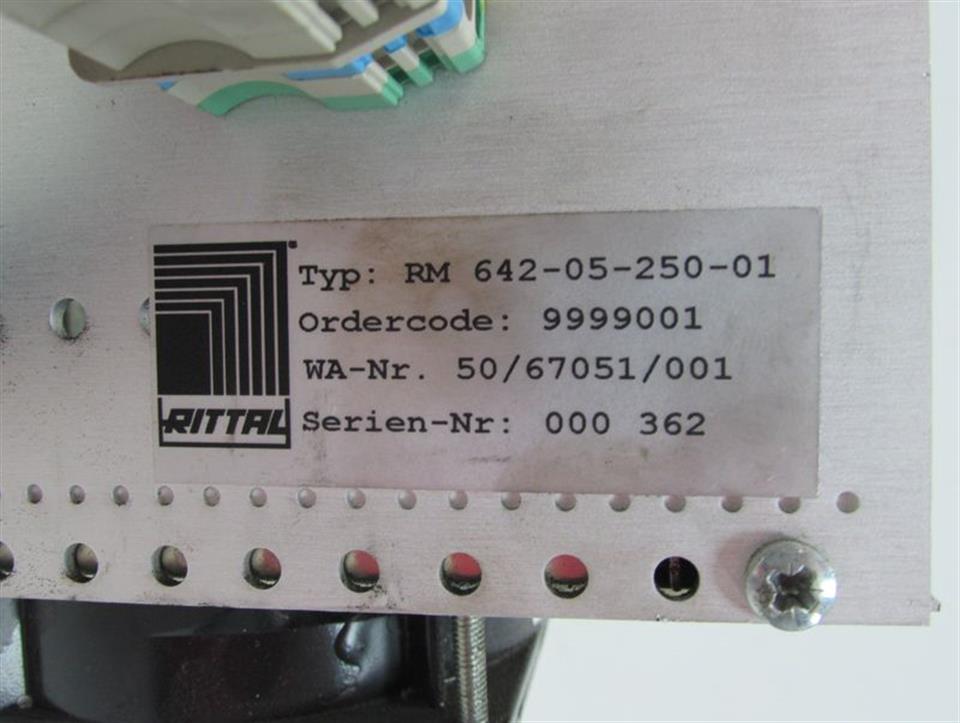 Typ: RM 642-05-250-01
Ordercode: 9999001
WA-Nr. 50/67051/001
Serien-Nr: 000 362
RITTAL